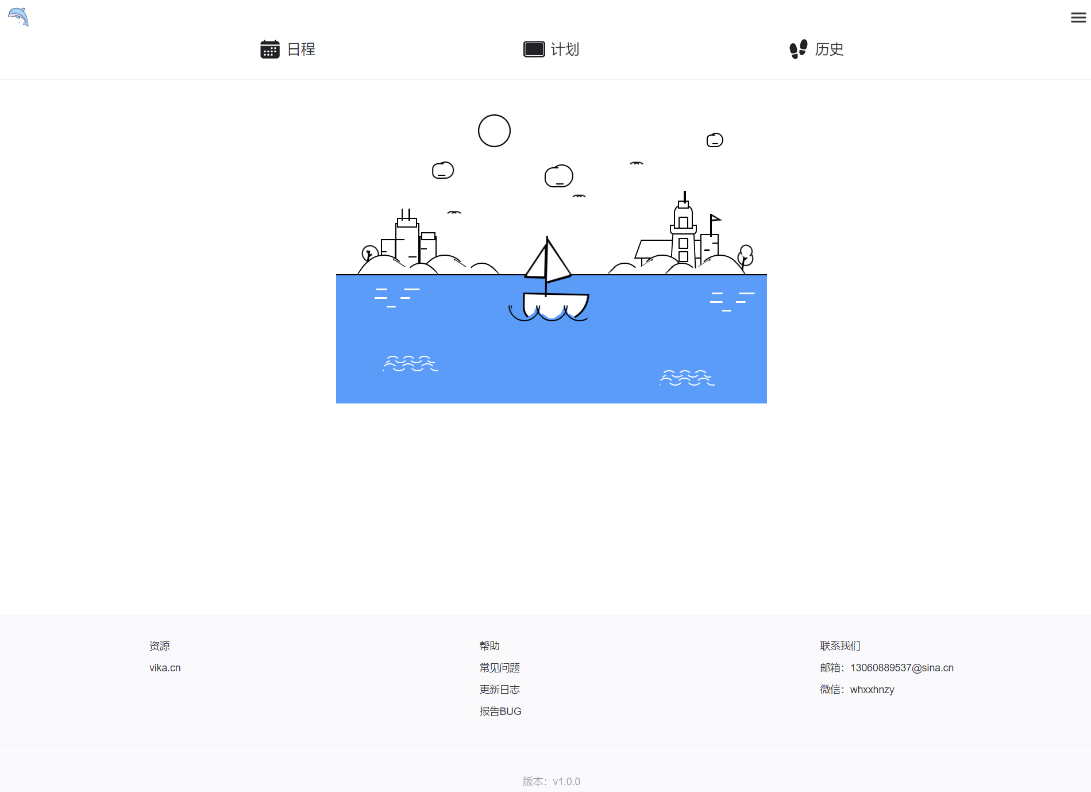 日程
计划
历史
资源
vika.cn
帮助
常见问题
更新日志
报告BUG
联系我们
邮箱：13060889537@sina.cn
微信：whxxhnzy
版本：v1.0.0